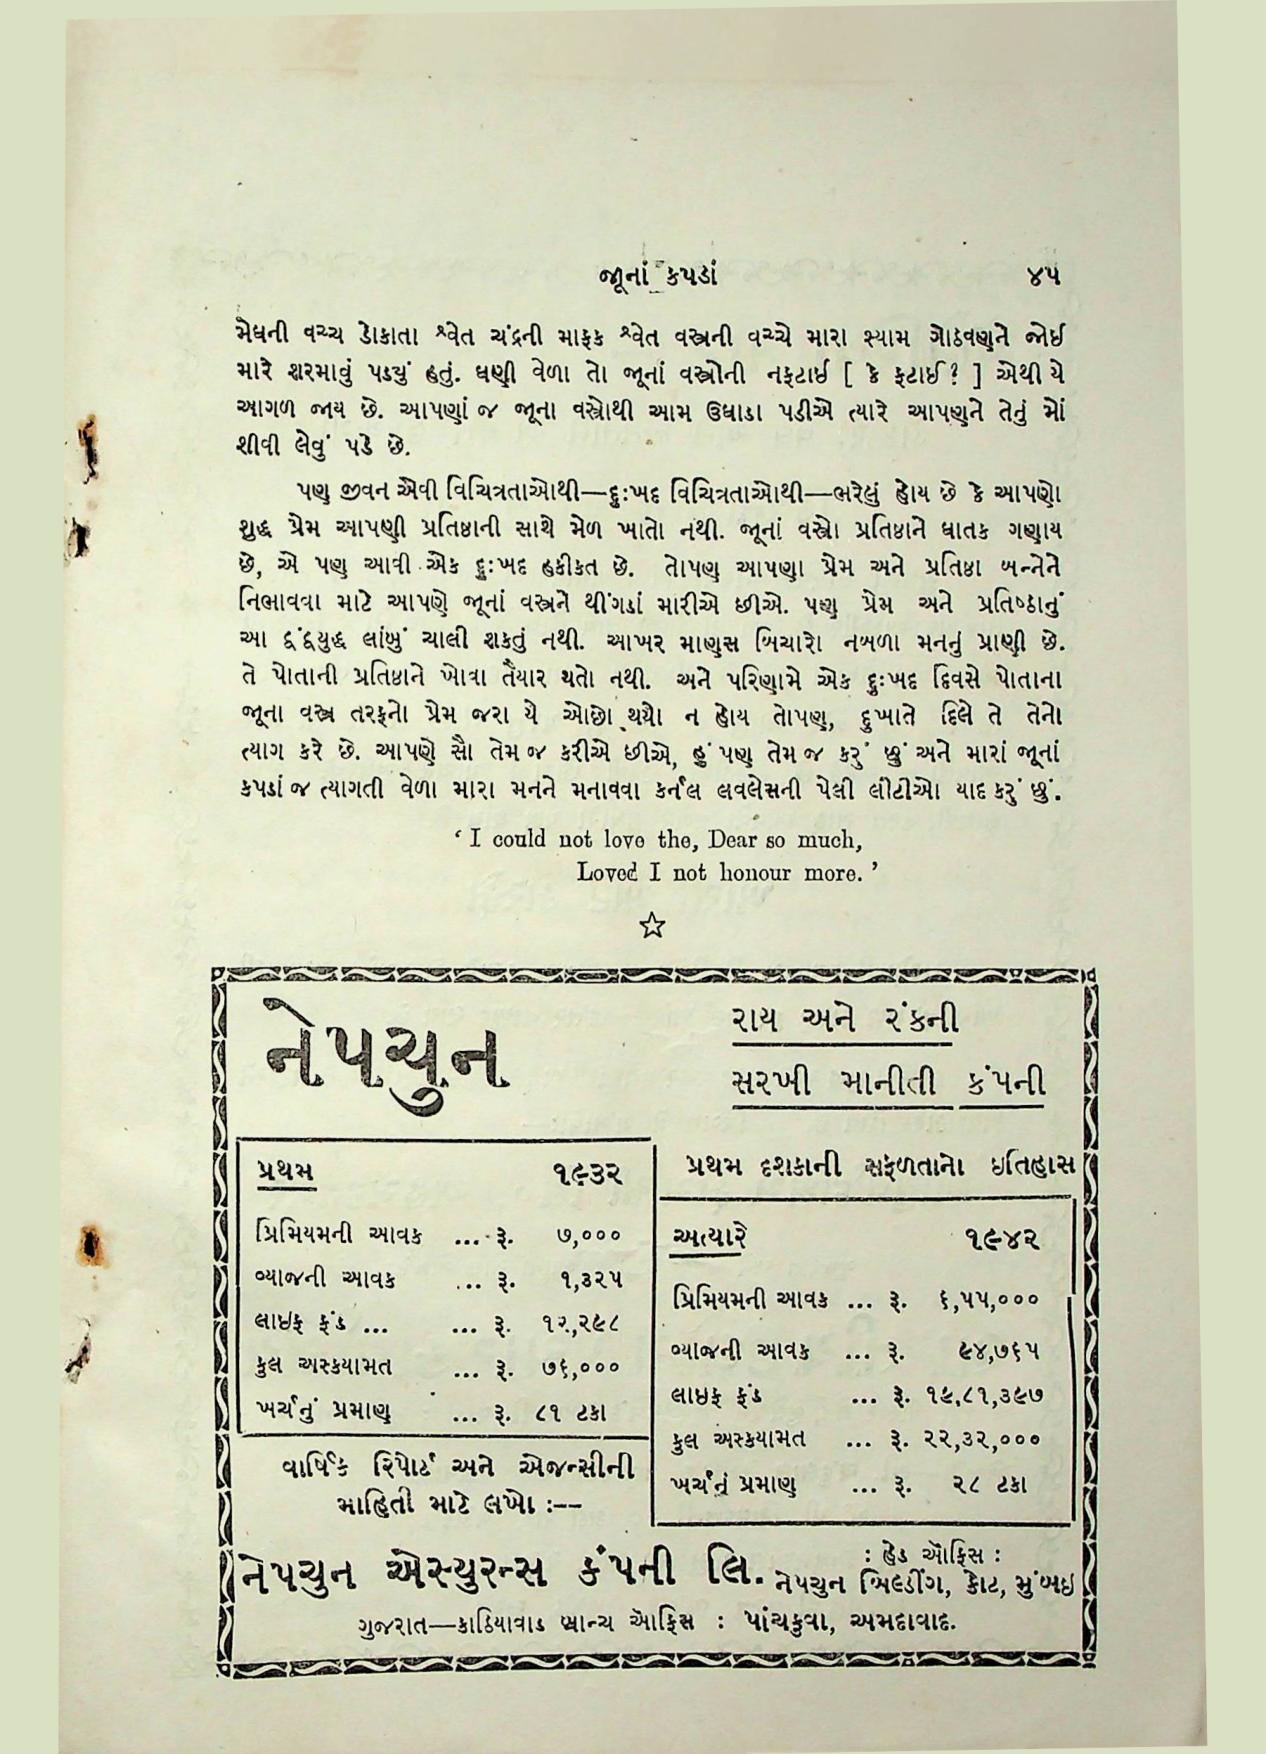 જૂનાં કપડાં ૪૫
મેઘની વચ્ચ ડોકાતા શ્વેત ચંદ્રની માફક શ્વેત વસ્ત્રની વચ્ચે મારા શ્યામ ગોઠવણને જોઈ
મારે શરમાવું પડ્યું હતું. ઘણી વેળા તો જૂનાં વસ્ત્રોની નફટાઈ [ કે ફટાઈ? ] એથી યે
આગળ જાય છે. આપણાં જ જૂના વસ્ત્રોથી આમ ઉઘાડા પડીએ ત્યારે આપણને તેનું મોં
શીવી લેવું પડે છે.
પણ જીવન એવી વિચિત્રતાઓથી—દુઃખદ વિચિત્રતાઓથી—ભરેલું હોય છે કે આપણો
શુદ્ધ પ્રેમ આપણી પ્રતિષ્ઠાની સાથે મેળ ખાતો નથી. જૂનાં વસ્ત્રો પ્રતિષ્ઠાને ઘાતક ગણાય
છે, એ પણ આવી એક દુઃખદ હકીકત છે. તોપણ આપણા પ્રેમ અને પ્રતિષ્ઠા બન્નેને
નિભાવવા માટે આપણે જૂનાં વસ્ત્રને થીંગડાં મારીએ છીએ. પણ પ્રેમ અને પ્રતિષ્ઠાનું
આ દ્વંદ્વયુદ્ધ લાંબું ચાલી શકતું નથી. આખર માણસ બિચારો નબળા મનનું પ્રાણી છે.
તે પોતાની પ્રતિષ્ઠાને ખોવા તૈયાર થતો નથી. અને પરિણામે એક દુઃખદ દિવસે પોતાના
જૂના વસ્ત્ર તરફનો પ્રેમ જરા યે ઓછો થયો ન હોય તોપણ, દુખાતે દિલે તે તેનો
ત્યાગ કરે છે. આપણે સૌ તેમ જ કરીએ છીએ, હું પણ તેમ જ કરું છું અને મારાં જૂનાં
કપડાં જ ત્યાગતી વેળા મારા મનને મનાવવા કર્નલ લવલેસની પેલી લીટીઓ યાદ કરું છું.
‘ I could not love the, Dear so much,
Loved I not honour more. ’
નેપચુન
રાય અને રંકની
સરખી માનીતી કંપની
પ્રથમ ૧૯૩૨
પ્રિમિયમની આવક ... રૂ. ૭,૦૦૦
વ્યાજની આવક ... રૂ. ૧,૩૨૫
લાઇફ ફંડ ... ... રૂ. ૧૨,૨૯૮
કુલ અસ્કયામત ... રૂ. ૭૬,૦૦૦
ખર્ચનું પ્રમાણ ... રૂ. ૮૧ ટકા
પ્રથમ દશકાની સફળતાનો ઇતિહાસ
અત્યારે ૧૯૪૨
પ્રિમિયમની આવક ... રૂ. ૬,૫૫,૦૦૦
વ્યાજની આવક ... રૂ. ૯૪,૭૬૫
લાઇફ ફંડ ... રૂ. ૧૯,૮૧,૩૯૭
કુલ અસ્કયામત ... રૂ. ૨૨,૩૨,૦૦૦
ખર્ચનું પ્રમાણ ... રૂ. ૨૮ ટકા
વાર્ષિક રિપોર્ટ અને એજન્સીની
માહિતી માટે લખો :--
નેપચુન એસ્યુરન્સ કંપની લિ.
: હેડ ઓફિસ :
નેપચુન બિલ્ડીંગ, કોટ, મુંબઇ
ગુજરાત—કાઠિયાવાડ બ્રાન્ચ ઓફિસ : પાંચકુવા, અમદાવાદ.